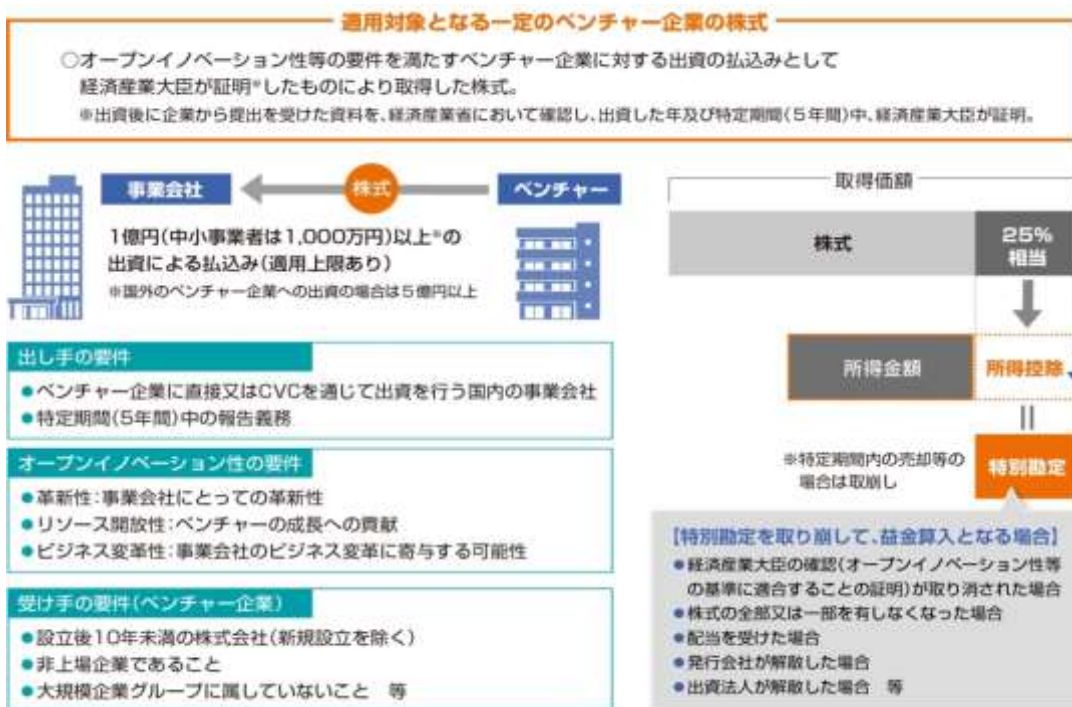 適用対象となる一定のベンチャー企業の株式
○オープンイノベーション性等の要件を満たすベンチャー企業に対する出資の払込みとして
経済産業大臣が証明※したものにより取得した株式。
※出資後に企業から提出を受けた資料を、経済産業省において確認し、出資した年及び特定期間(5年間)中、経済産業大臣が証明。
事業会社
株式
ベンチャー
1億円(中小事業者は1,000万円)以上※の
出資による払込み(適用上限あり)
※国外のベンチャー企業への出資の場合は5億円以上
出し手の要件
●ベンチャー企業に直接又はCVCを通じて出資を行う国内の事業会社
●特定期間(5年間)中の報告義務
オープンイノベーション性の要件
●革新性:事業会社にとっての革新性
●リソース開放性:ベンチャーの成長への貢献
●ビジネス変革性:事業会社のビジネス変革に寄与する可能性
受け手の要件(ベンチャー企業)
●設立後10年未満の株式会社(新規設立を除く)
●非上場企業であること
●大規模企業グループに属していないこと 等
取得価額
株式
25%
相当
所得金額
所得控除
※特定期間内の売却等の
場合は取崩し
特別勘定
【特別勘定を取り崩して、益金算入となる場合】
●経済産業大臣の確認(オープンイノベーション性等
の基準に適合することの証明)が取り消された場合
●株式の全部又は一部を有しなくなった場合
●配当を受けた場合
●発行会社が解散した場合
●出資法人が解散した場合 等